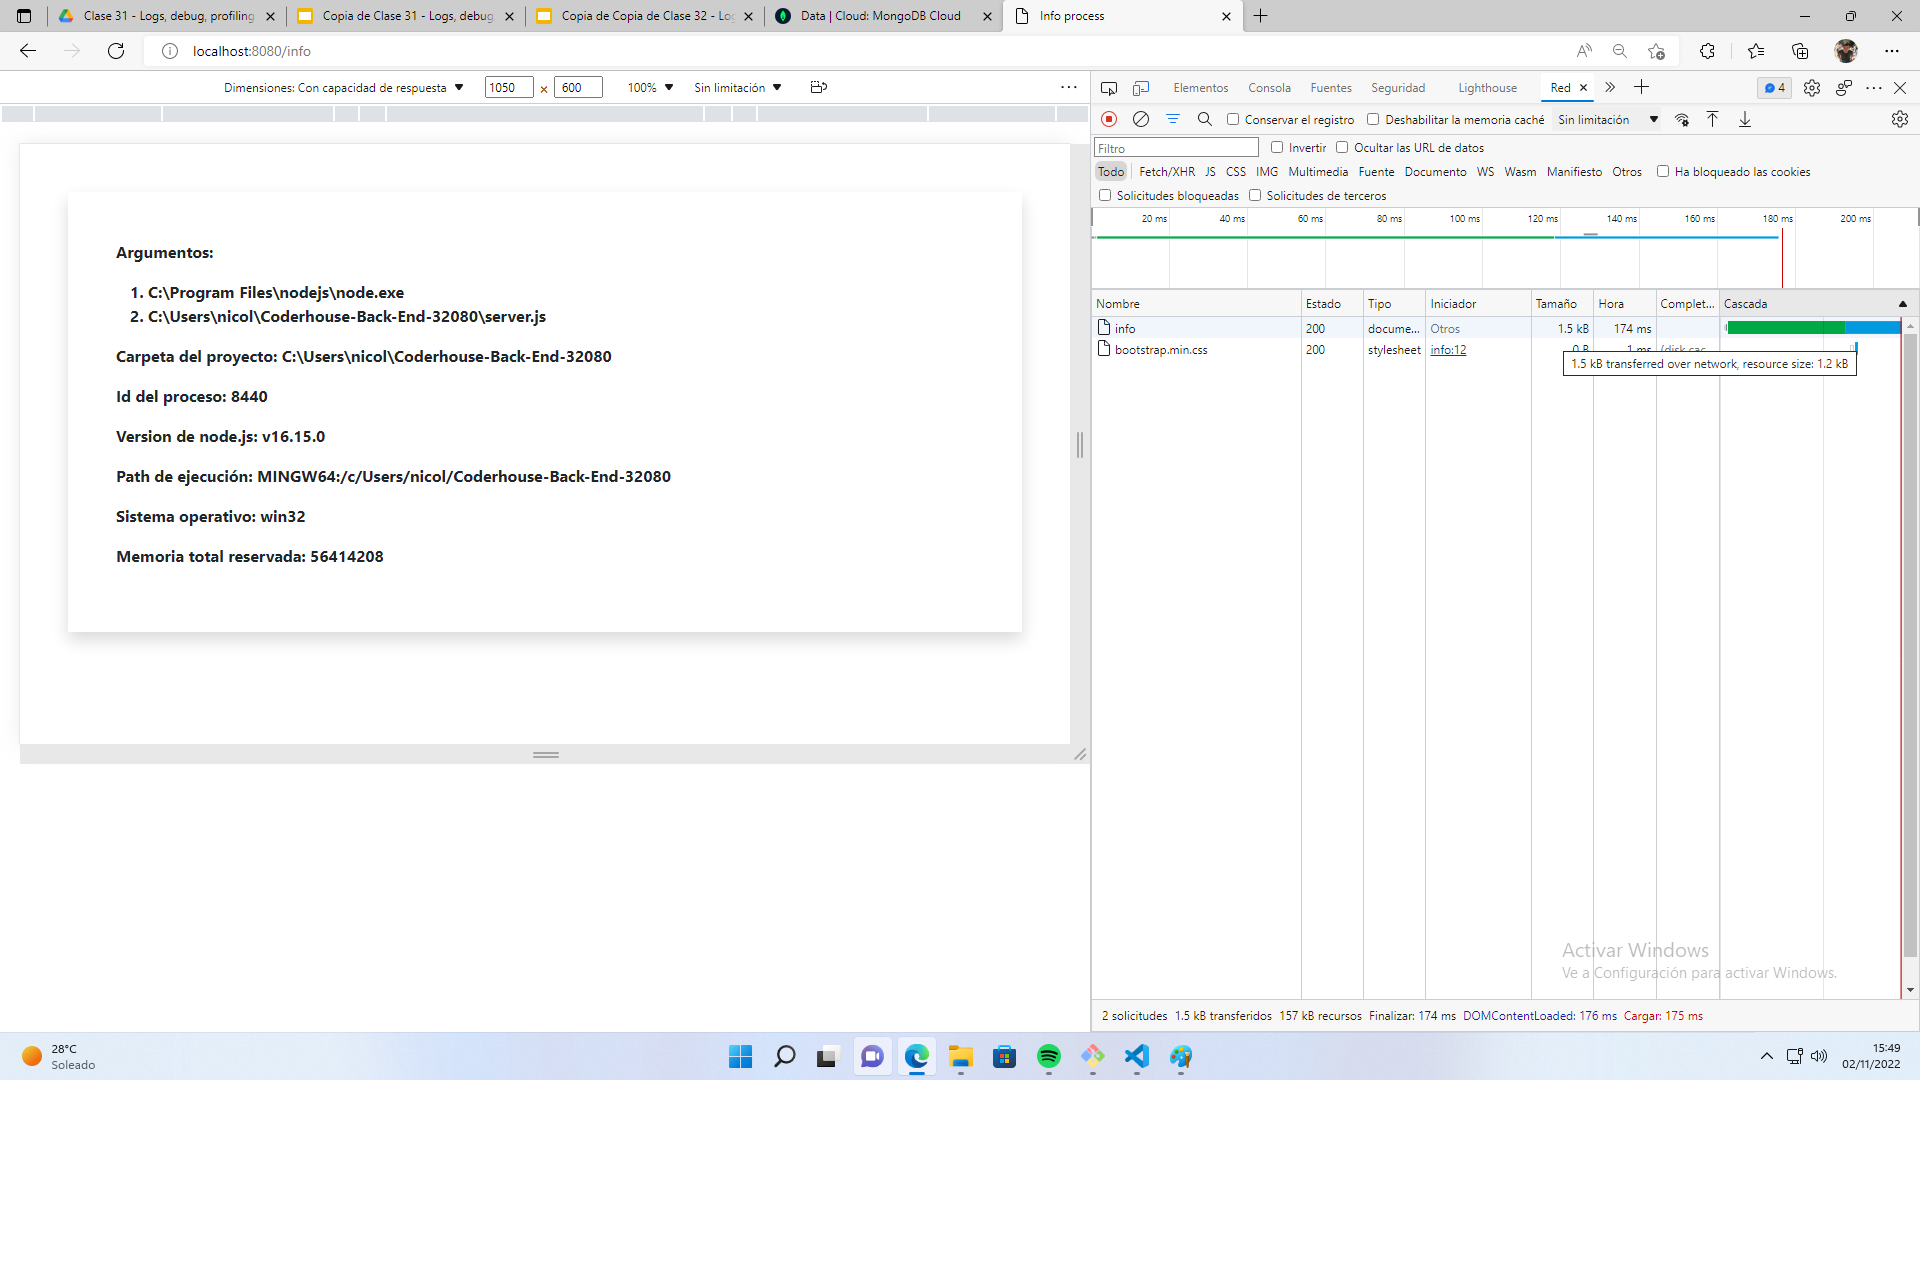 Clase 31 - Logs, debug, profiling
Copia de Clase 31 - Logs, debug
Copia de Copia de Clase 32 - Lo
Data | Cloud: MongoDB Cloud
Info process
localhost:8080/info
Dimensiones: Con capacidad de respuesta
1050 × 600
100%
Sin limitación
Elementos
Consola
Fuentes
Seguridad
Lighthouse
Red
4
Conservar el registro
Deshabilitar la memoria caché
Sin limitación
Filtro
Invertir
Ocultar las URL de datos
Todo Fetch/XHR JS CSS IMG Multimedia Fuente Documento WS Wasm Manifiesto Otros
Ha bloqueado las cookies
Solicitudes bloqueadas
Solicitudes de terceros
20 ms 40 ms 60 ms 80 ms 100 ms 120 ms 140 ms 160 ms 180 ms 200 ms
Nombre Estado Tipo Iniciador Tamaño Hora Complet... Cascada
info 200 docume... Otros 1.5 kB 174 ms
bootstrap.min.css 200 stylesheet info:12 0 B 1 ms (disk cac
1.5 kB transferred over network, resource size: 1.2 kB
Argumentos:
1. C:\Program Files\nodejs\node.exe
2. C:\Users\nicol\Coderhouse-Back-End-32080\server.js
Carpeta del proyecto: C:\Users\nicol\Coderhouse-Back-End-32080
Id del proceso: 8440
Version de node.js: v16.15.0
Path de ejecución: MINGW64:/c/Users/nicol/Coderhouse-Back-End-32080
Sistema operativo: win32
Memoria total reservada: 56414208
Activar Windows
Ve a Configuración para activar Windows.
2 solicitudes 1.5 kB transferidos 157 kB recursos Finalizar: 174 ms DOMContentLoaded: 176 ms Cargar: 175 ms
28°C
Soleado
15:49
02/11/2022